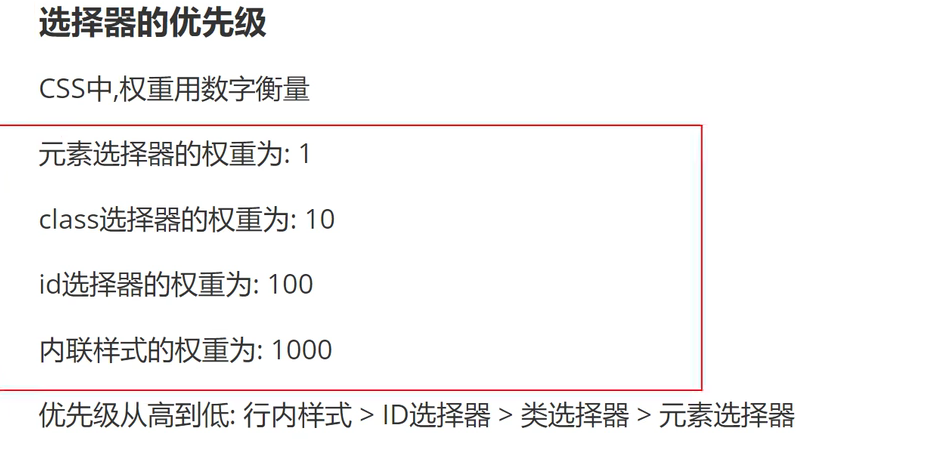 选择器的优先级
CSS中,权重用数字衡量
元素选择器的权重为: 1
class选择器的权重为: 10
id选择器的权重为: 100
内联样式的权重为: 1000
优先级从高到低: 行内样式 > ID选择器 > 类选择器 > 元素选择器